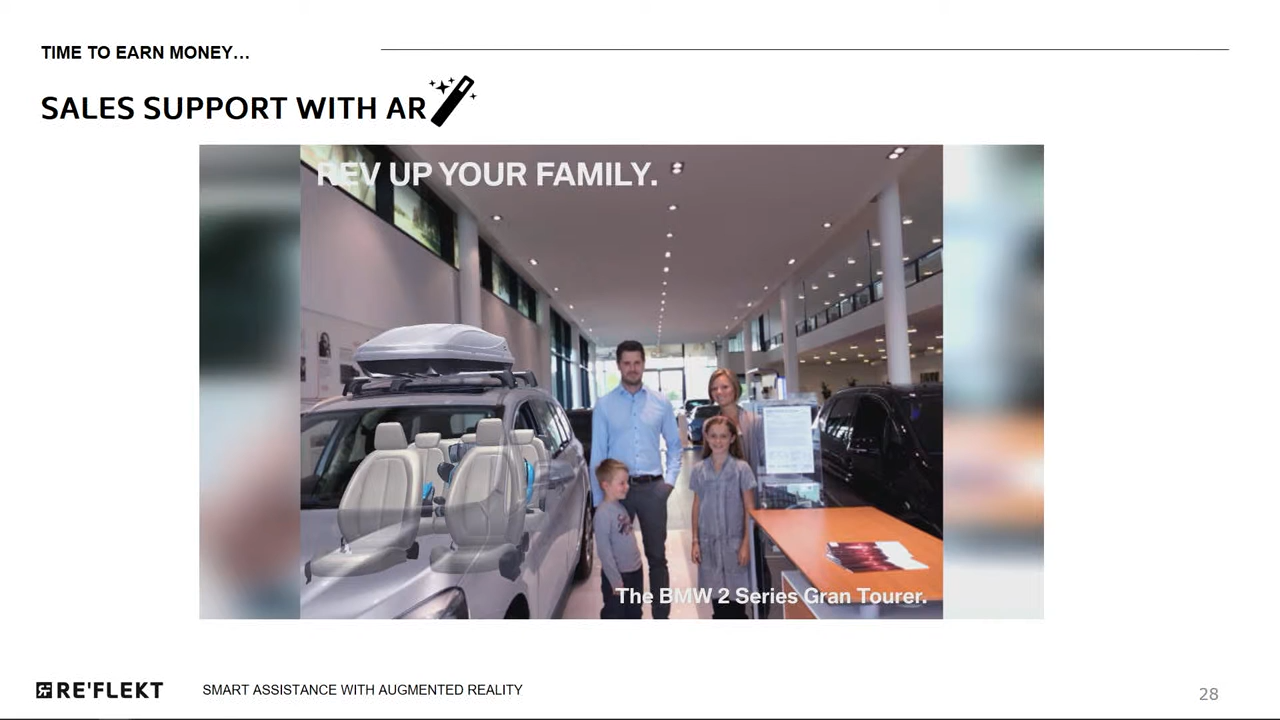 TIME TO EARN MONEY...
SALES SUPPORT WITH AR
REV UP YOUR FAMILY.
The BMW 2 Series Gran Tourer.
RE'FLEKT
SMART ASSISTANCE WITH AUGMENTED REALITY
28